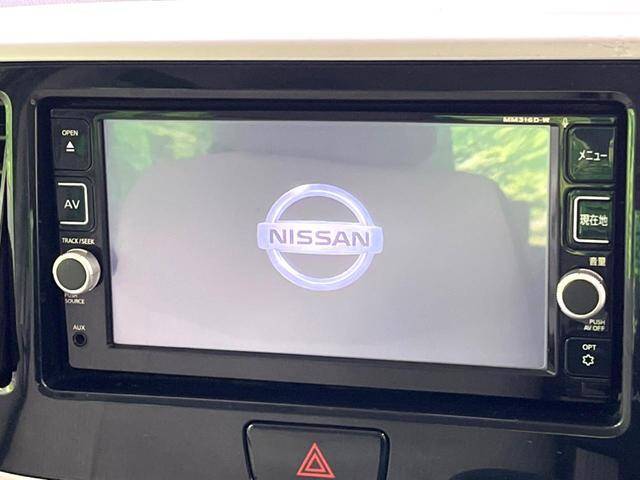 MM316D-W
OPEN
AV
TRACK/SEEK
PUSH
SOURCE
AUX
NISSAN
メニュー
現在地
音量
PUSH
AV OFF
OPT